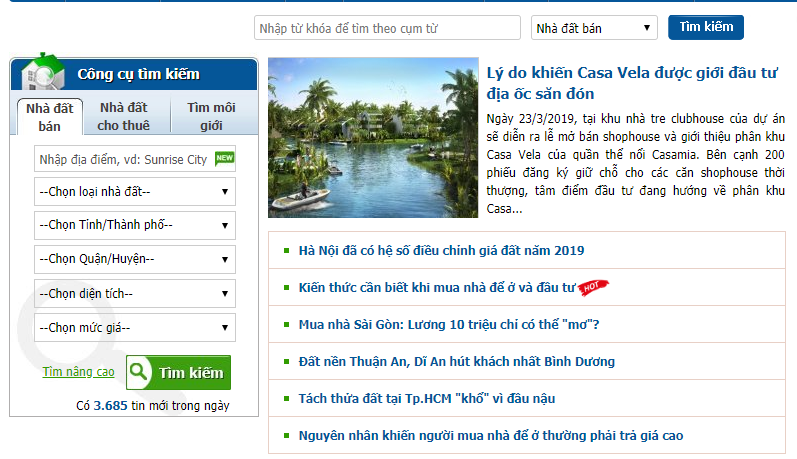 Nhập từ khóa để tìm theo cụm từ
Nhà đất bán
Tìm kiếm
Công cụ tìm kiếm
Nhà đất bán
Nhà đất cho thuê
Tìm môi giới
Nhập địa điểm, vd: Sunrise City NEW
--Chọn loại nhà đất--
--Chọn Tỉnh/Thành phố--
--Chọn Quận/Huyện--
--Chọn diện tích--
--Chọn mức giá--
Tìm nâng cao
Tìm kiếm
Có 3.685 tin mới trong ngày
Lý do khiến Casa Vela được giới đầu tư
địa ốc săn đón
Ngày 23/3/2019, tại khu nhà tre clubhouse của dự án
sẽ diễn ra lễ mở bán shophouse và giới thiệu phân khu
Casa Vela của quần thể nổi Casamia. Bên cạnh 200
phiếu đăng ký giữ chỗ cho các căn shophouse thời
thượng, tâm điểm đầu tư đang hướng về phân khu
Casa...
Hà Nội đã có hệ số điều chỉnh giá đất năm 2019
Kiến thức cần biết khi mua nhà để ở và đầu tư HOT
Mua nhà Sài Gòn: Lương 10 triệu chỉ có thể "mơ"?
Đất nền Thuận An, Dĩ An hút khách nhất Bình Dương
Tách thửa đất tại Tp.HCM "khổ" vì đầu nậu
Nguyên nhân khiến người mua nhà để ở thường phải trả giá cao